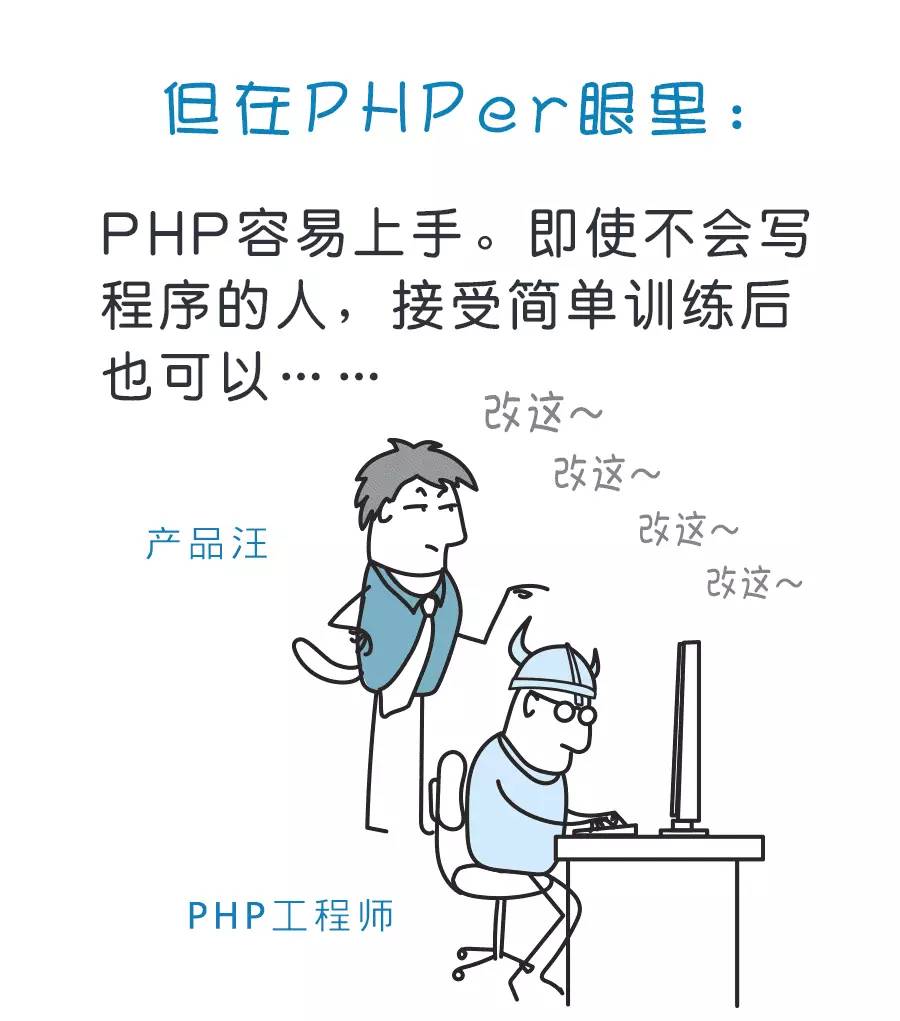 但在PHPer眼里：
PHP容易上手。即使不会写
程序的人，接受简单训练后
也可以……
改这~
改这~
改这~
改这~
产品汪
PHP工程师